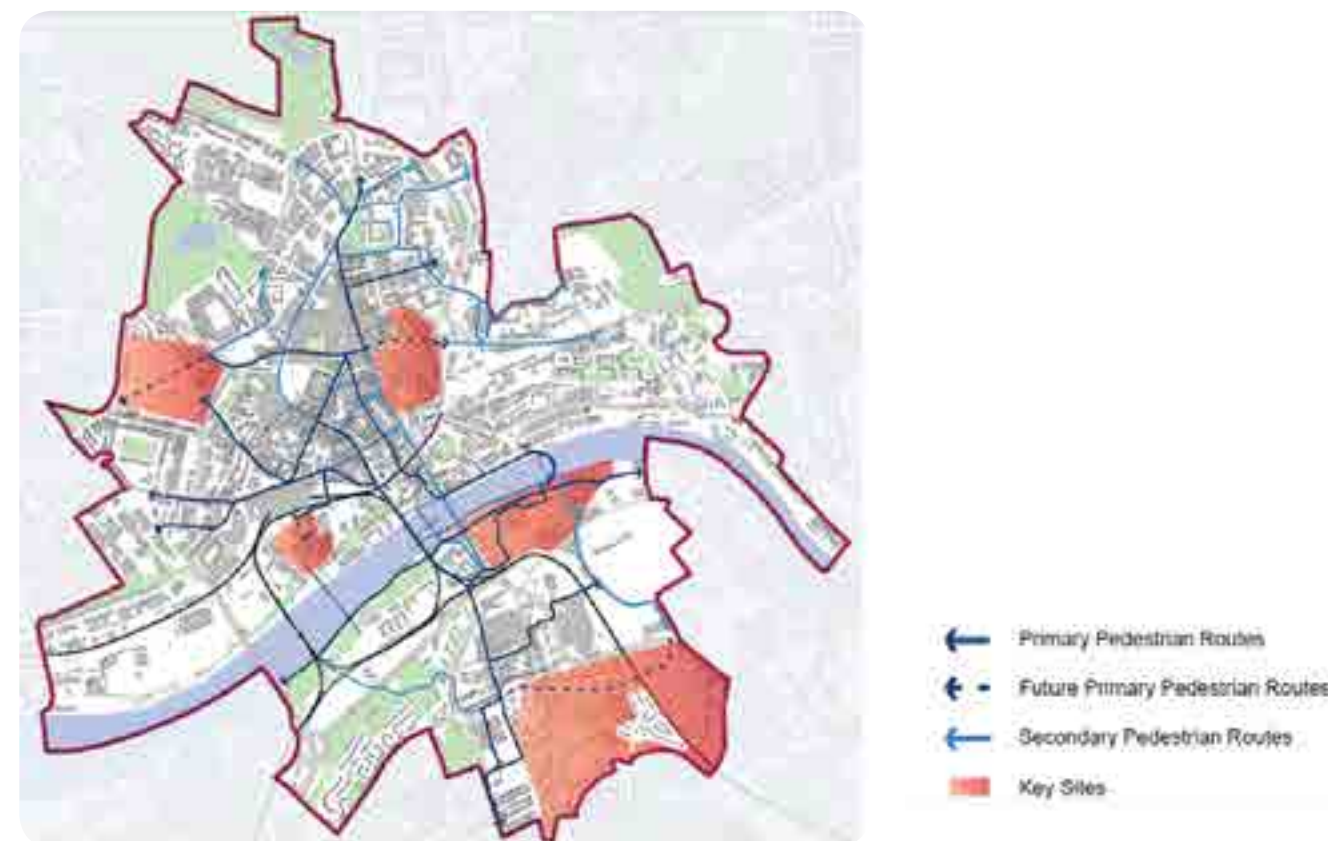 Primary Pedestrian Routes
Future Primary Pedestrian Routes
Secondary Pedestrian Routes
Key Sites